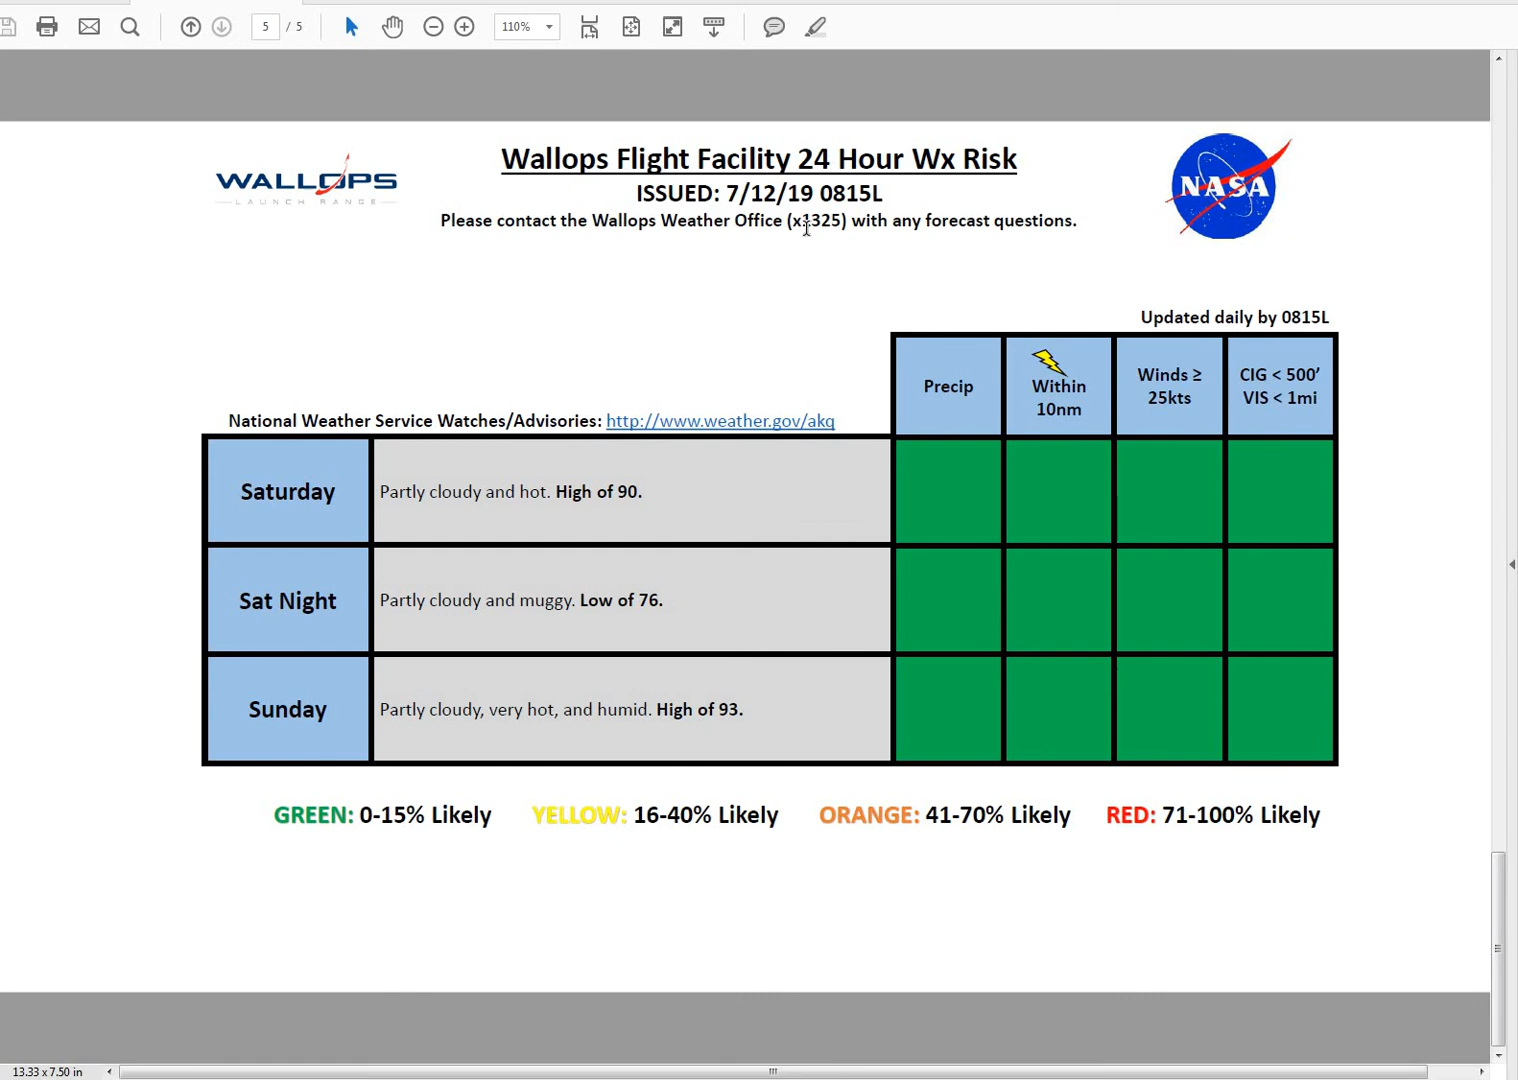 5 / 5
110%
WALLOPS
LAUNCH RANGE
Wallops Flight Facility 24 Hour Wx Risk
ISSUED: 7/12/19 0815L
Please contact the Wallops Weather Office (x1325) with any forecast questions.
NASA
Updated daily by 0815L
Precip
Within
10nm
Winds ≥
25kts
CIG < 500’
VIS < 1mi
National Weather Service Watches/Advisories: http://www.weather.gov/akq
Saturday
Partly cloudy and hot. High of 90.
Sat Night
Partly cloudy and muggy. Low of 76.
Sunday
Partly cloudy, very hot, and humid. High of 93.
GREEN: 0-15% Likely YELLOW: 16-40% Likely ORANGE: 41-70% Likely RED: 71-100% Likely
13.33 x 7.50 in